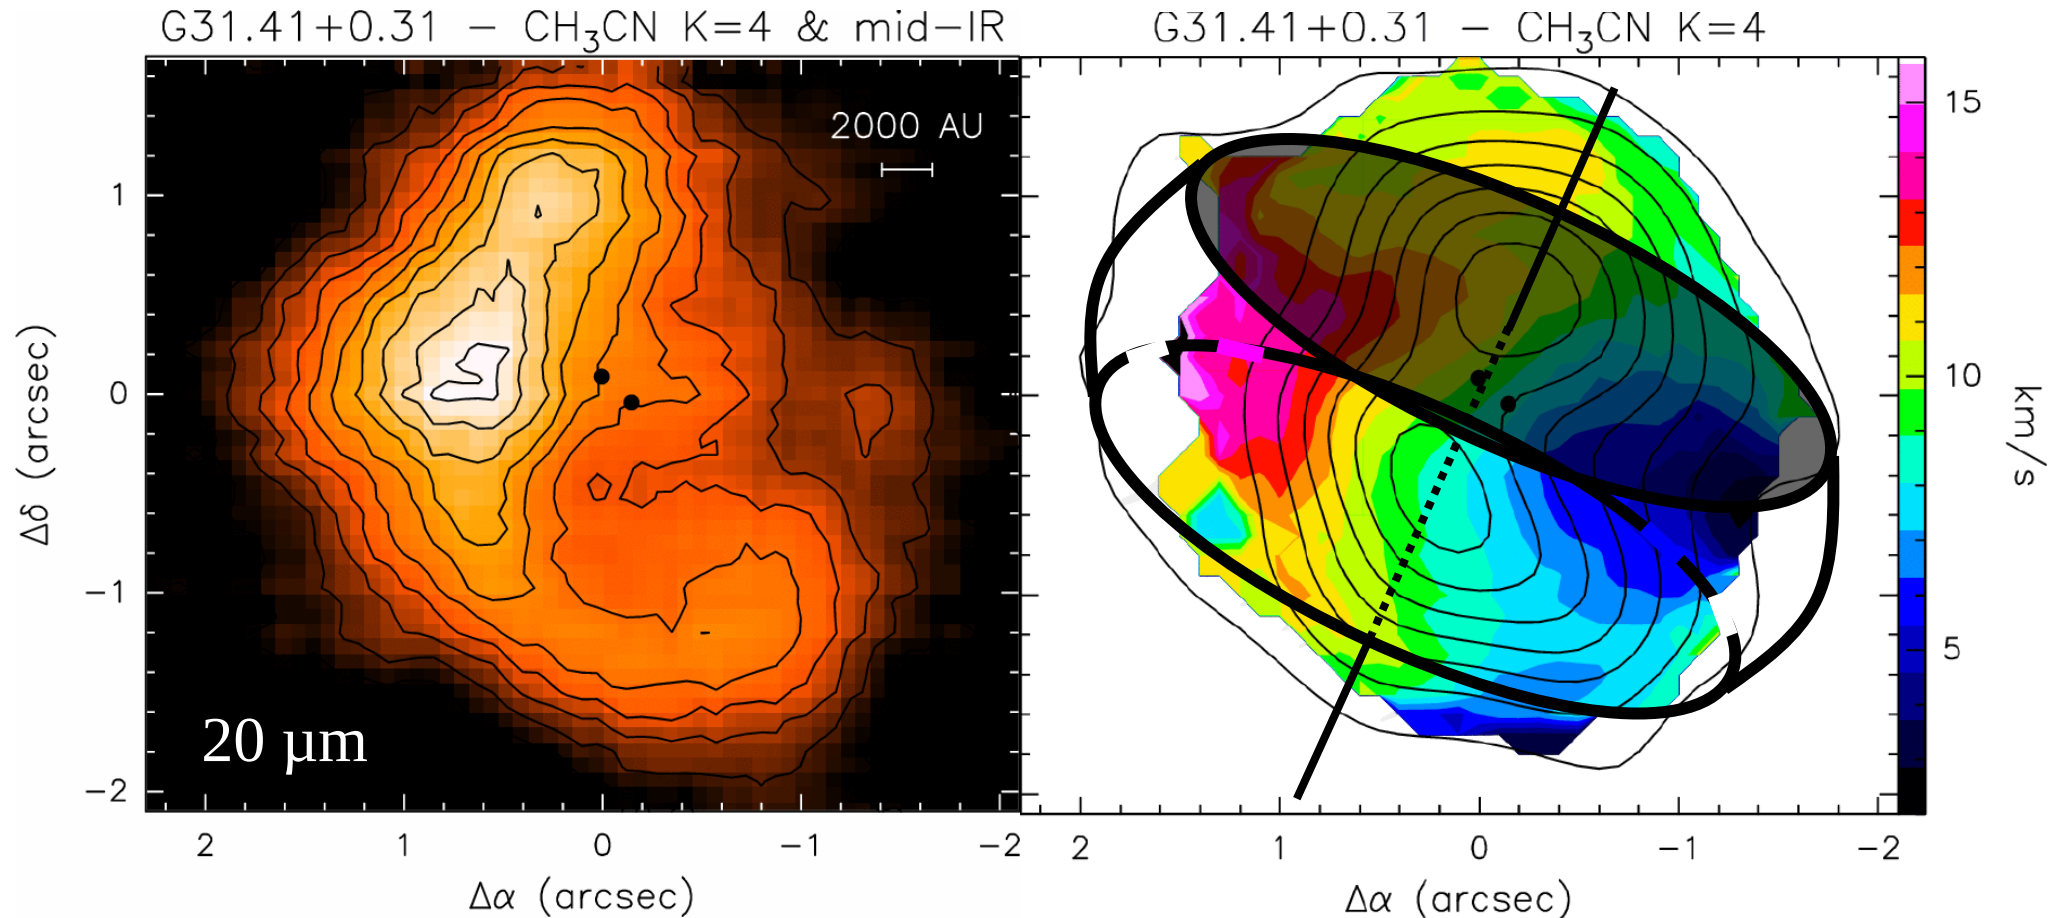 G31.41+0.31 − CH₃CN K=4 & mid−IR
2000 AU
1
0
−1
−2
Δδ (arcsec)
20 µm
2 1 0 −1 −2
Δα (arcsec)
G31.41+0.31 − CH₃CN K=4
15
10
5
km/s
2 1 0 −1 −2
Δα (arcsec)